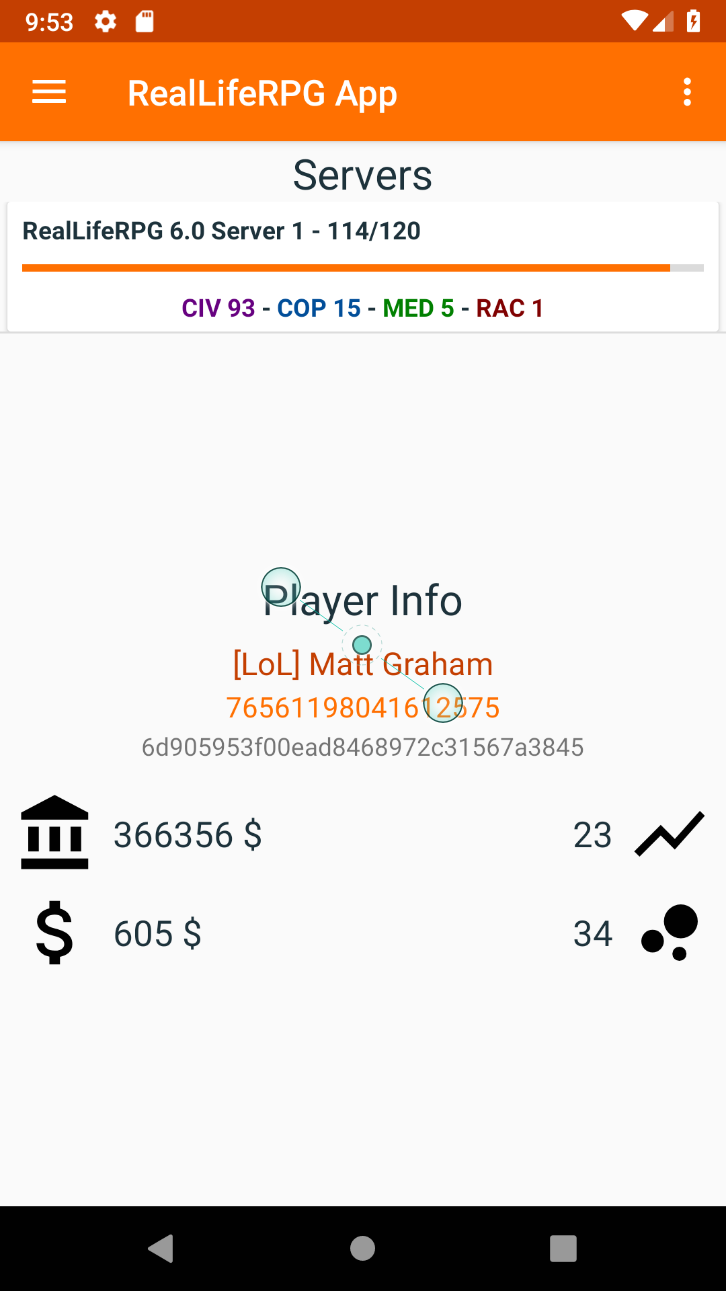 9:53
RealLifeRPG App
Servers
RealLifeRPG 6.0 Server 1 - 114/120
CIV 93 - COP 15 - MED 5 - RAC 1
Player Info
[LoL] Matt Graham
76561198041612575
6d905953f00ead8468972c31567a3845
366356 $ 23
605 $ 34